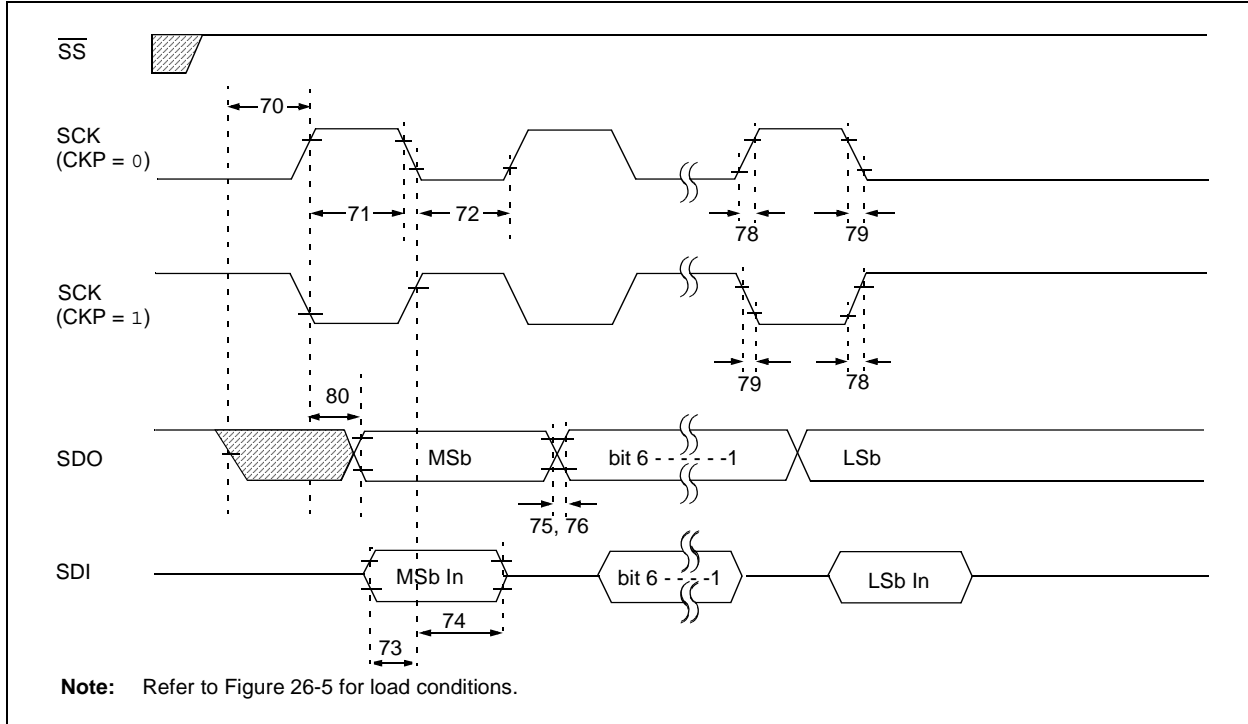 SS
70
SCK
(CKP = 0)
71
72
78
79
SCK
(CKP = 1)
79
78
80
SDO
MSb
bit 6 - - - - - -1
LSb
75, 76
SDI
MSb In
bit 6 - - - - -1
LSb In
74
73
Note: Refer to Figure 26-5 for load conditions.